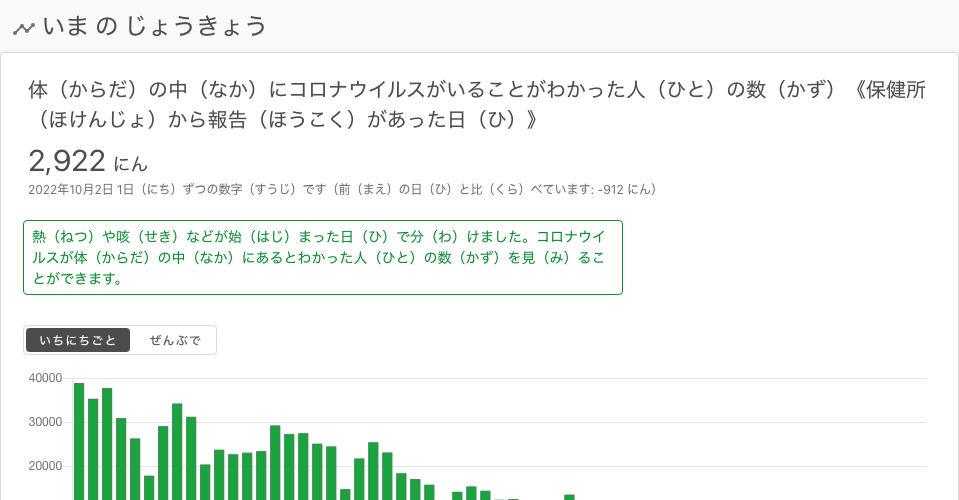 いま の じょうきょう
体（からだ）の中（なか）にコロナウイルスがいることがわかった人（ひと）の数（かず）《保健所
（ほけんじょ）から報告（ほうこく）があった日（ひ）》
2,922 にん
2022年10月2日 1日（にち）ずつの数字（すうじ）です（前（まえ）の日（ひ）と比（くら）べています: -912 にん）
熱（ねつ）や咳（せき）などが始（はじ）まった日（ひ）で分（わ）けました。コロナウイ
ルスが体（からだ）の中（なか）にあるとわかった人（ひと）の数（かず）を見（み）るこ
とができます。
いちにちごと ぜんぶで
40000
30000
20000